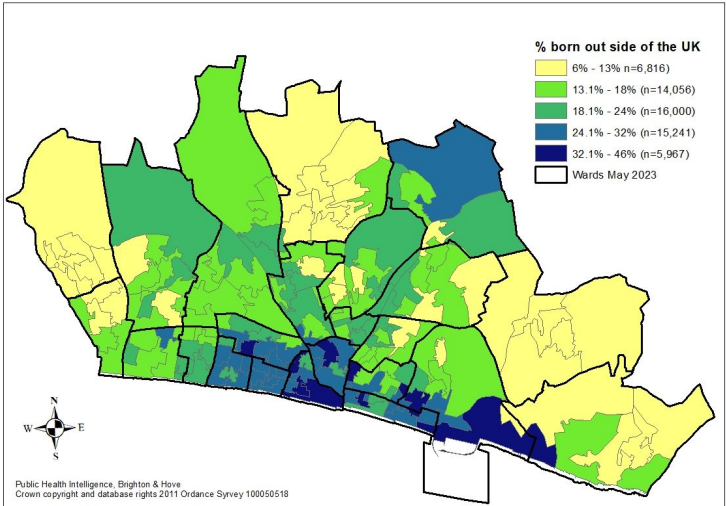 % born out side of the UK
6% - 13% n=6,816)
13.1% - 18% (n=14,056)
18.1% - 24% (n=16,000)
24.1% - 32% (n=15,241)
32.1% - 46% (n=5,967)
Wards May 2023
N
W E
S
Public Health Intelligence, Brighton & Hove
Crown copyright and database rights 2011 Ordance Syrvey 100050518